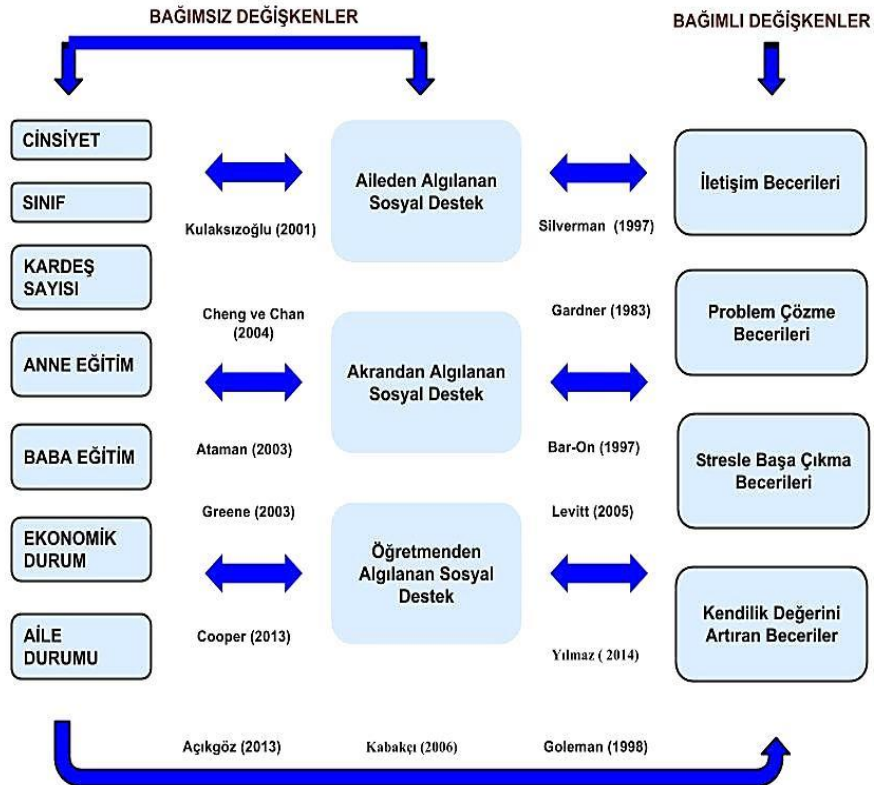 BAĞIMSIZ DEĞİŞKENLER
BAĞIMLI DEĞİŞKENLER
CİNSİYET
SINIF
KARDEŞ
SAYISI
ANNE EĞİTİM
BABA EĞİTİM
EKONOMİK
DURUM
AİLE
DURUMU
Kulaksızoğlu (2001)
Cheng ve Chan
(2004)
Ataman (2003)
Greene (2003)
Cooper (2013)
Aileden Algılanan
Sosyal Destek
Akrandan Algılanan
Sosyal Destek
Öğretmenden
Algılanan Sosyal
Destek
Silverman (1997)
Gardner (1983)
Bar-On (1997)
Levitt (2005)
Yılmaz ( 2014)
İletişim Becerileri
Problem Çözme
Becerileri
Stresle Başa Çıkma
Becerileri
Kendilik Değerini
Artıran Beceriler
Açıkgöz (2013)
Kabakçı (2006)
Goleman (1998)